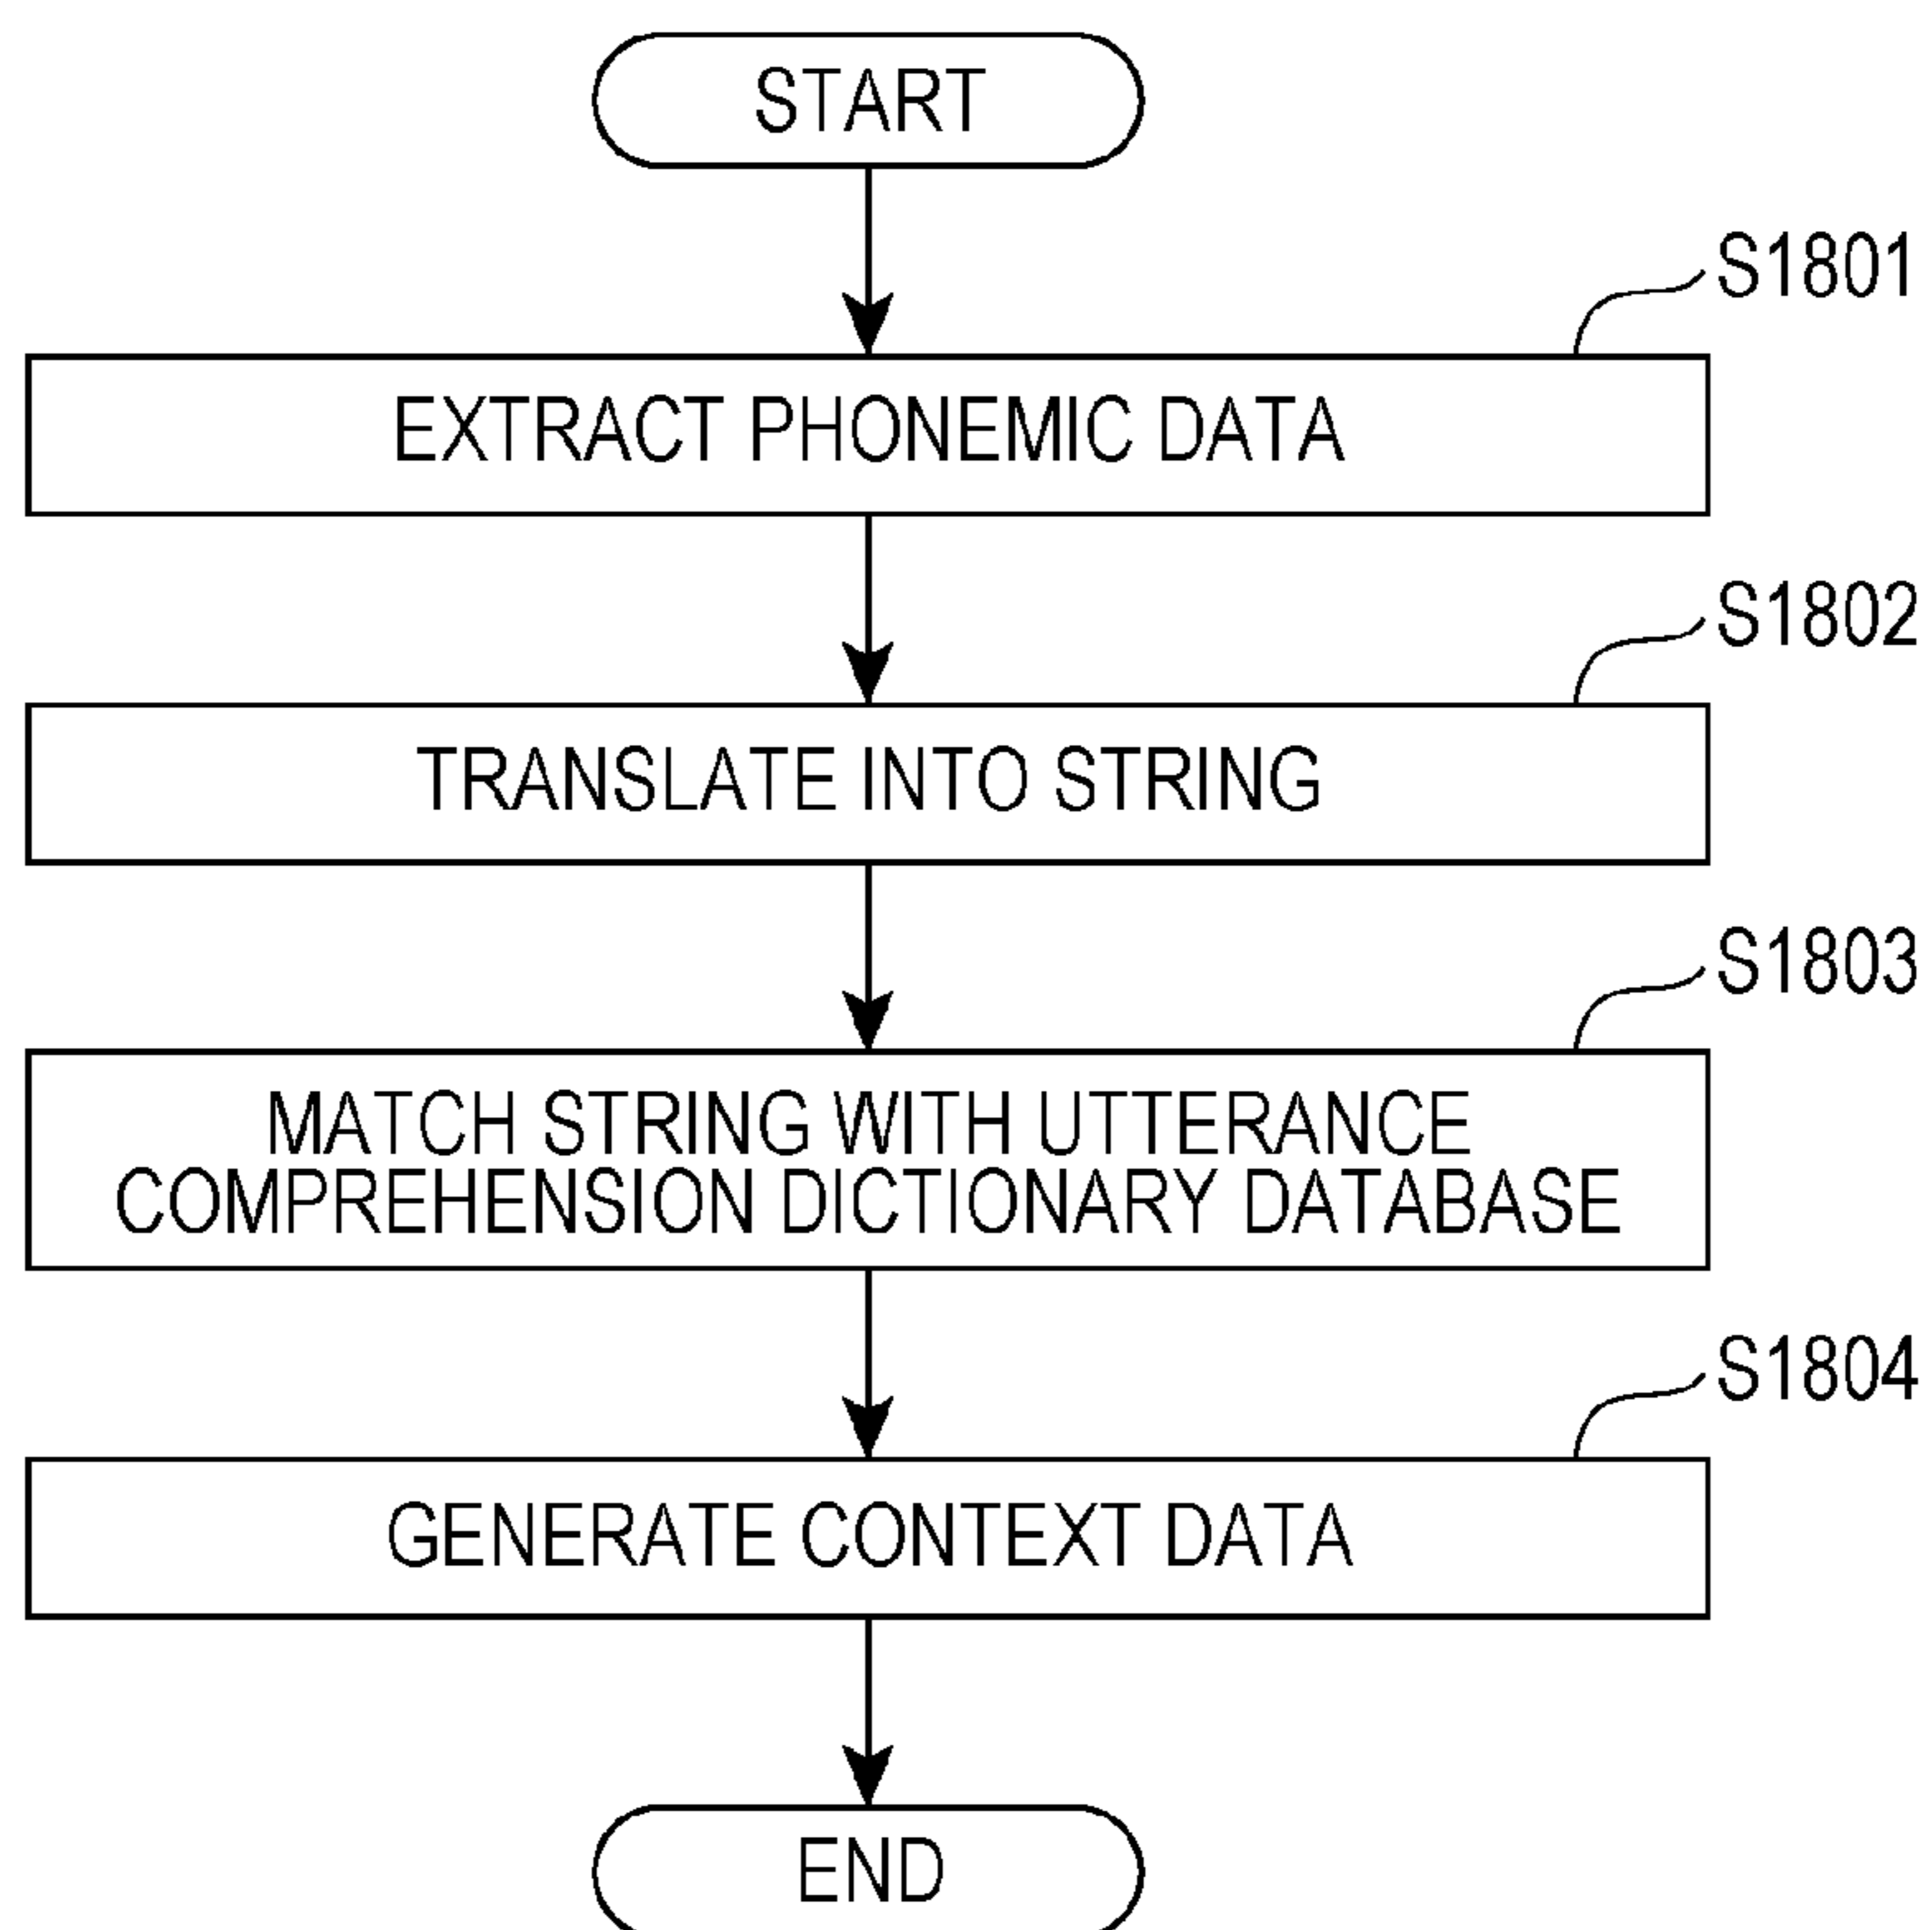 START
S1801
EXTRACT PHONEMIC DATA
S1802
TRANSLATE INTO STRING
S1803
MATCH STRING WITH UTTERANCE
COMPREHENSION DICTIONARY DATABASE
S1804
GENERATE CONTEXT DATA
END